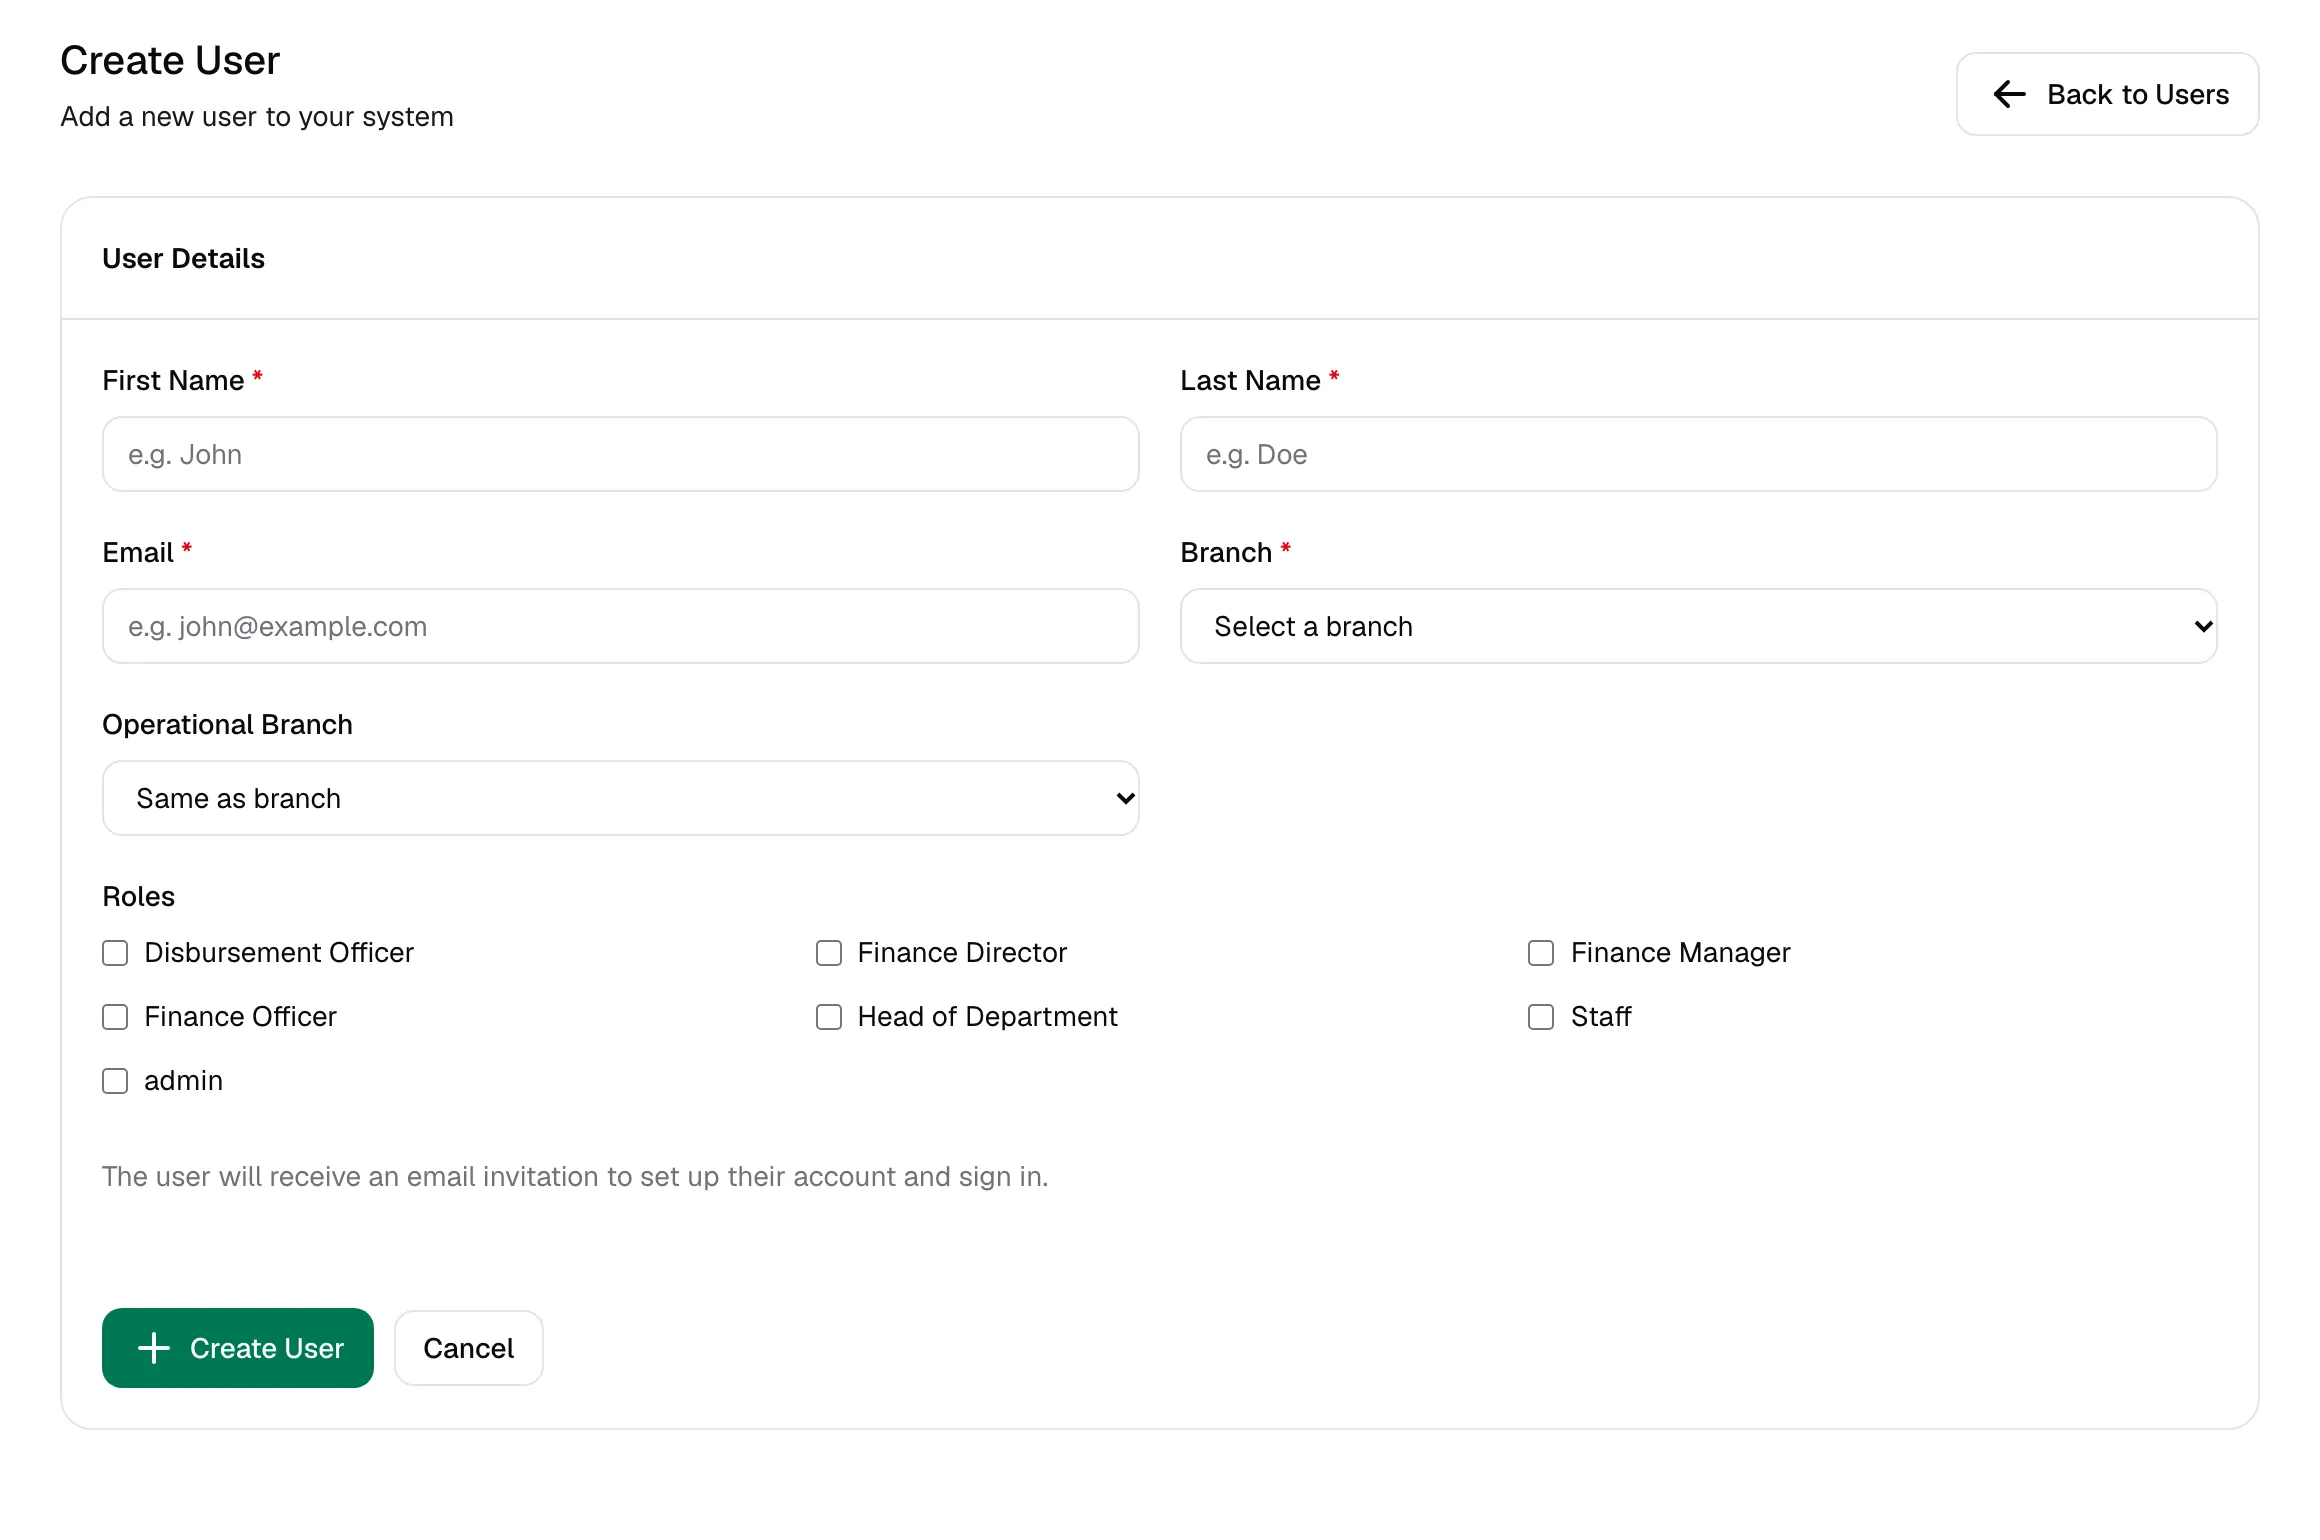 Create User
Add a new user to your system
Back to Users
User Details
First Name *
Last Name *
e.g. John
e.g. Doe
Email *
Branch *
e.g. john@example.com
Select a branch
Operational Branch
Same as branch
Roles
Disbursement Officer
Finance Director
Finance Manager
Finance Officer
Head of Department
Staff
admin
The user will receive an email invitation to set up their account and sign in.
Create User
Cancel